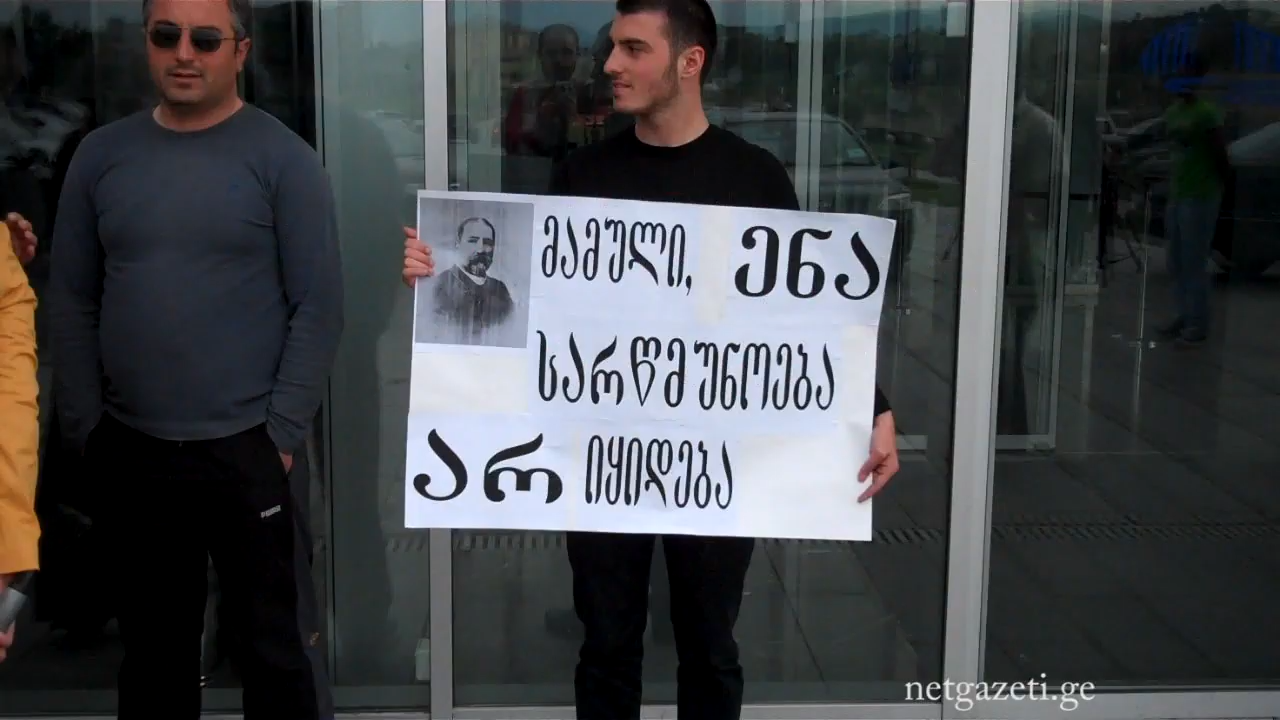 მამული, ენა
სარწმუნოება
არ იყიდება
netgazeti.ge